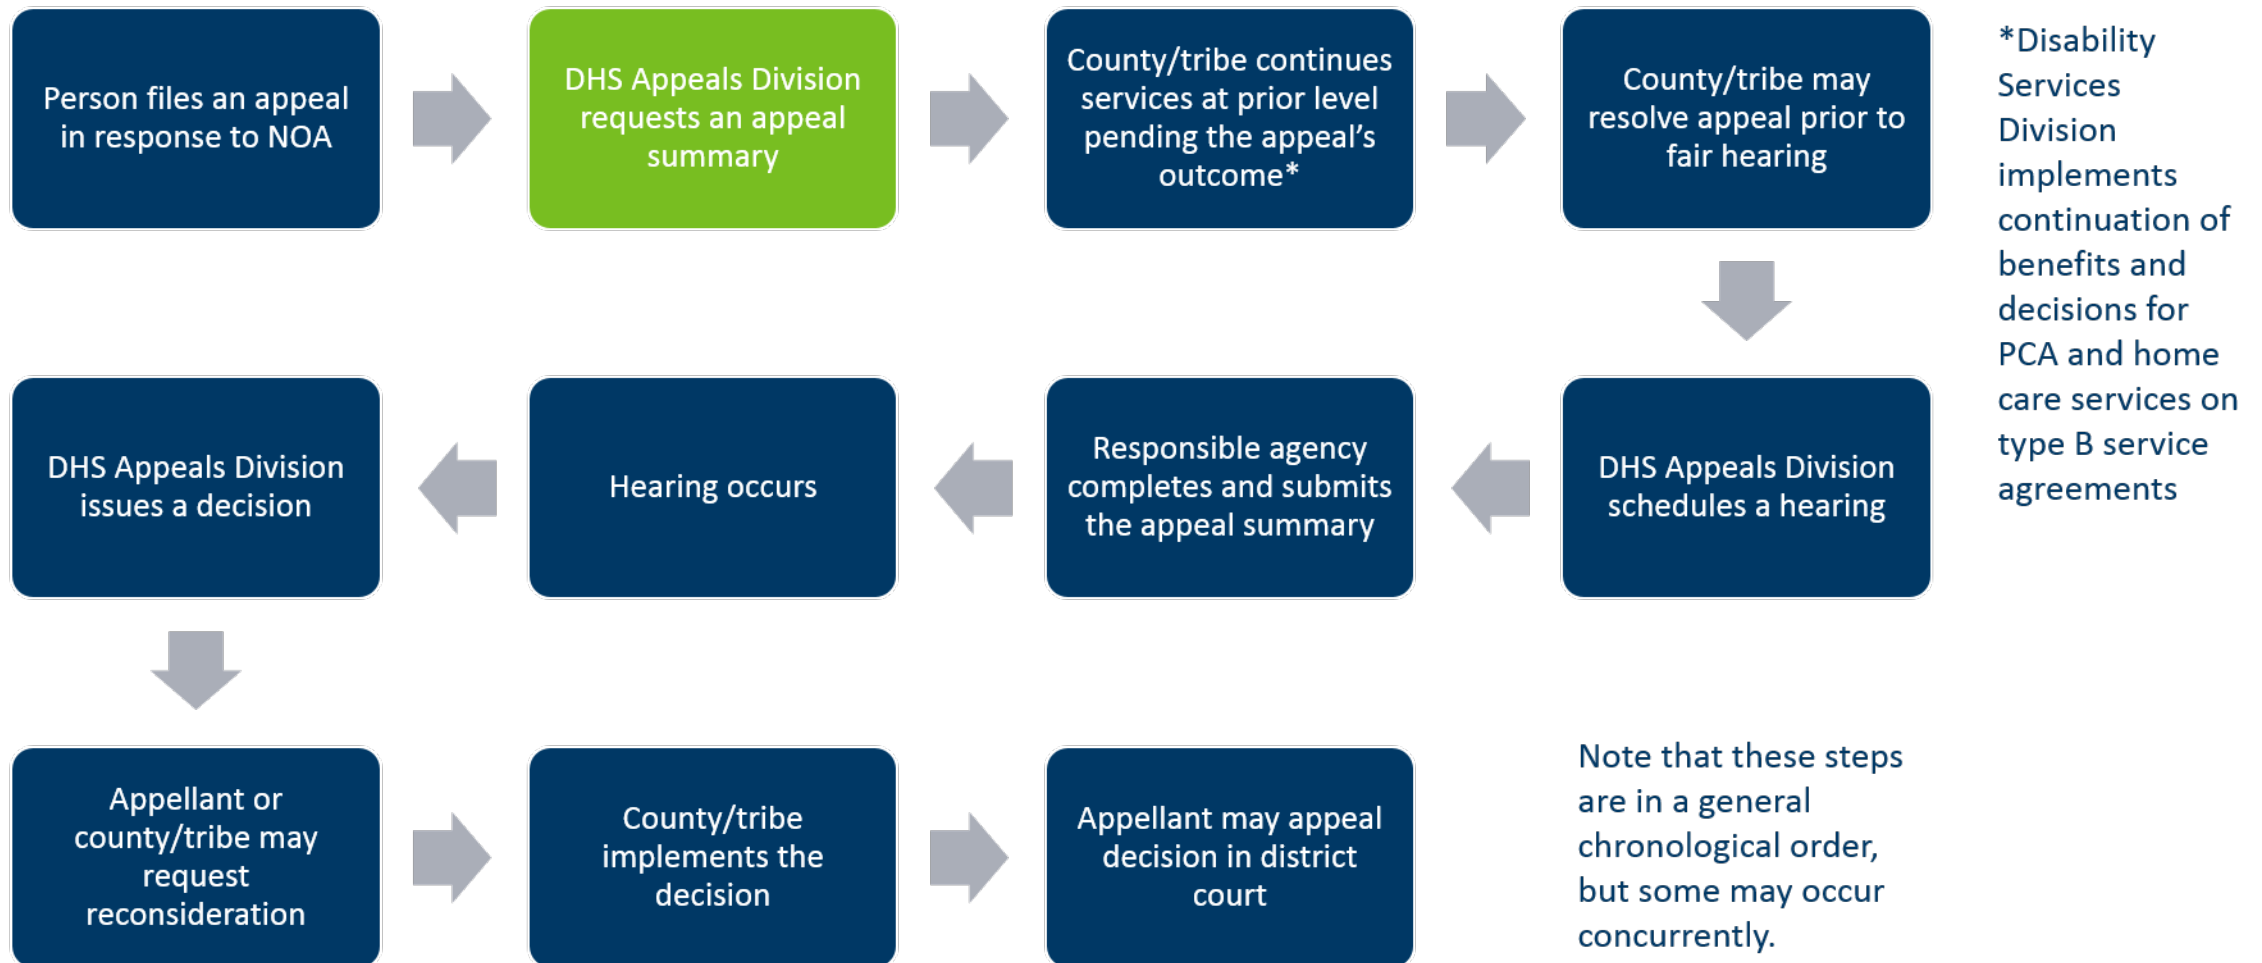 Person files an appeal
in response to NOA
DHS Appeals Division
requests an appeal
summary
County/tribe continues
services at prior level
pending the appeal's
outcome*
County/tribe may
resolve appeal prior to
fair hearing
*Disability
Services
Division
implements
continuation of
benefits and
decisions for
PCA and home
care services on
type B service
agreements
DHS Appeals Division
schedules a hearing
Responsible agency
completes and submits
the appeal summary
Hearing occurs
DHS Appeals Division
issues a decision
Appellant or
county/tribe may
request
reconsideration
County/tribe
implements the
decision
Appellant may appeal
decision in district
court
Note that these steps
are in a general
chronological order,
but some may occur
concurrently.